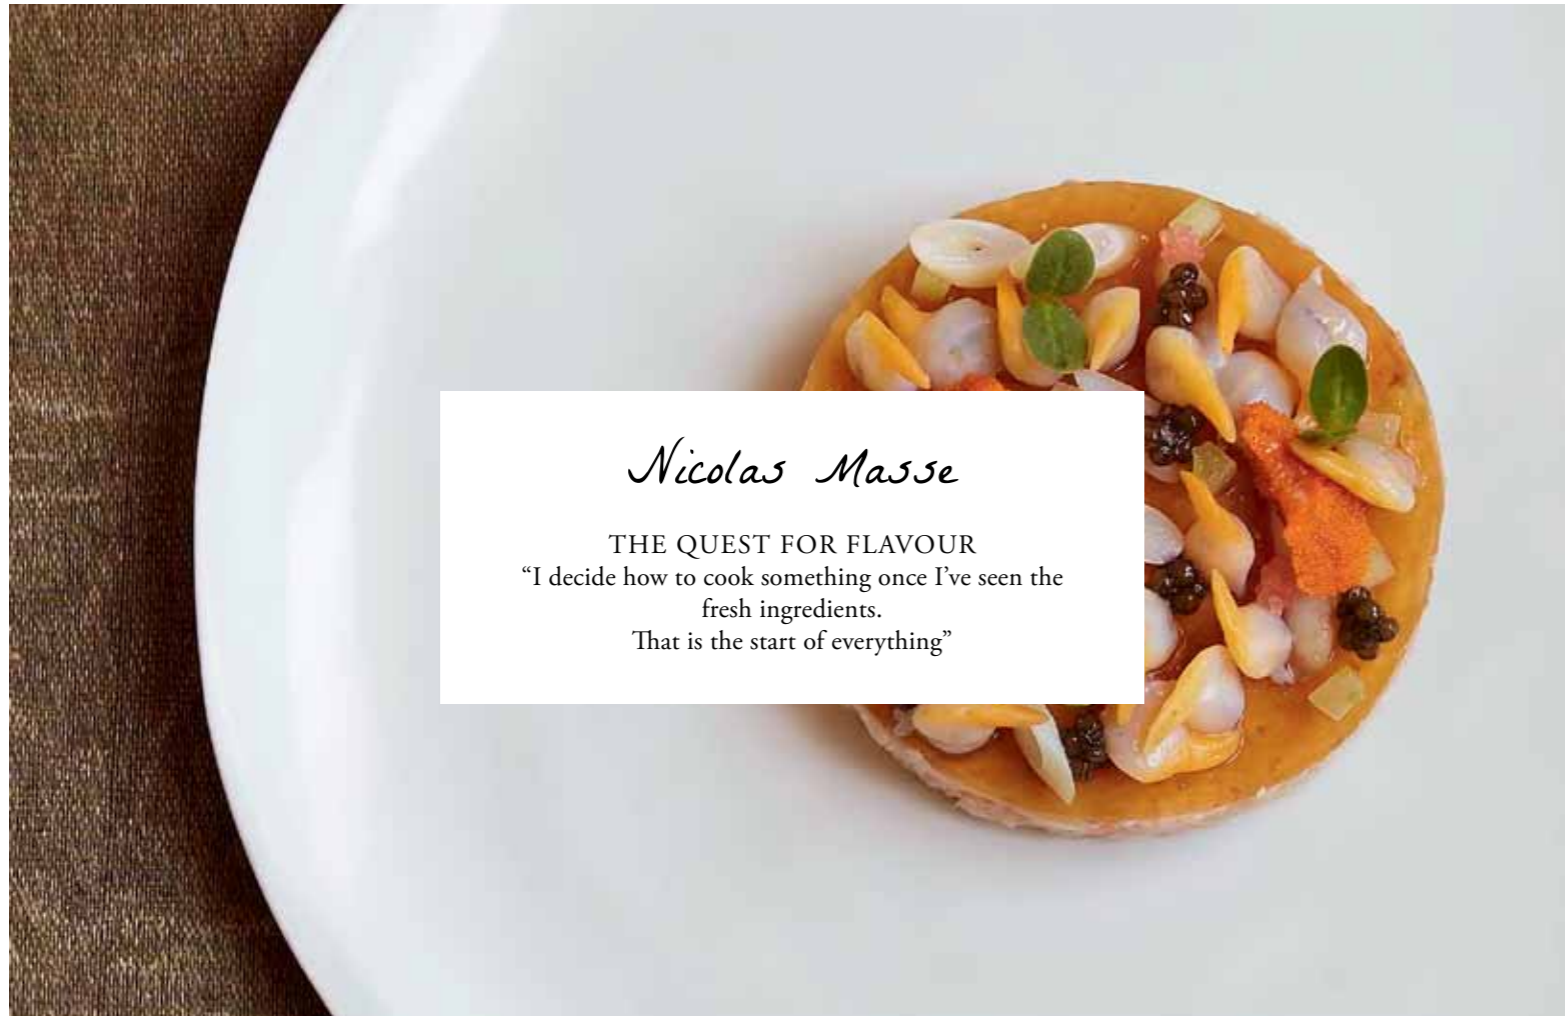 Nicolas Masse
THE QUEST FOR FLAVOUR
“I decide how to cook something once I’ve seen the
fresh ingredients.
That is the start of everything”